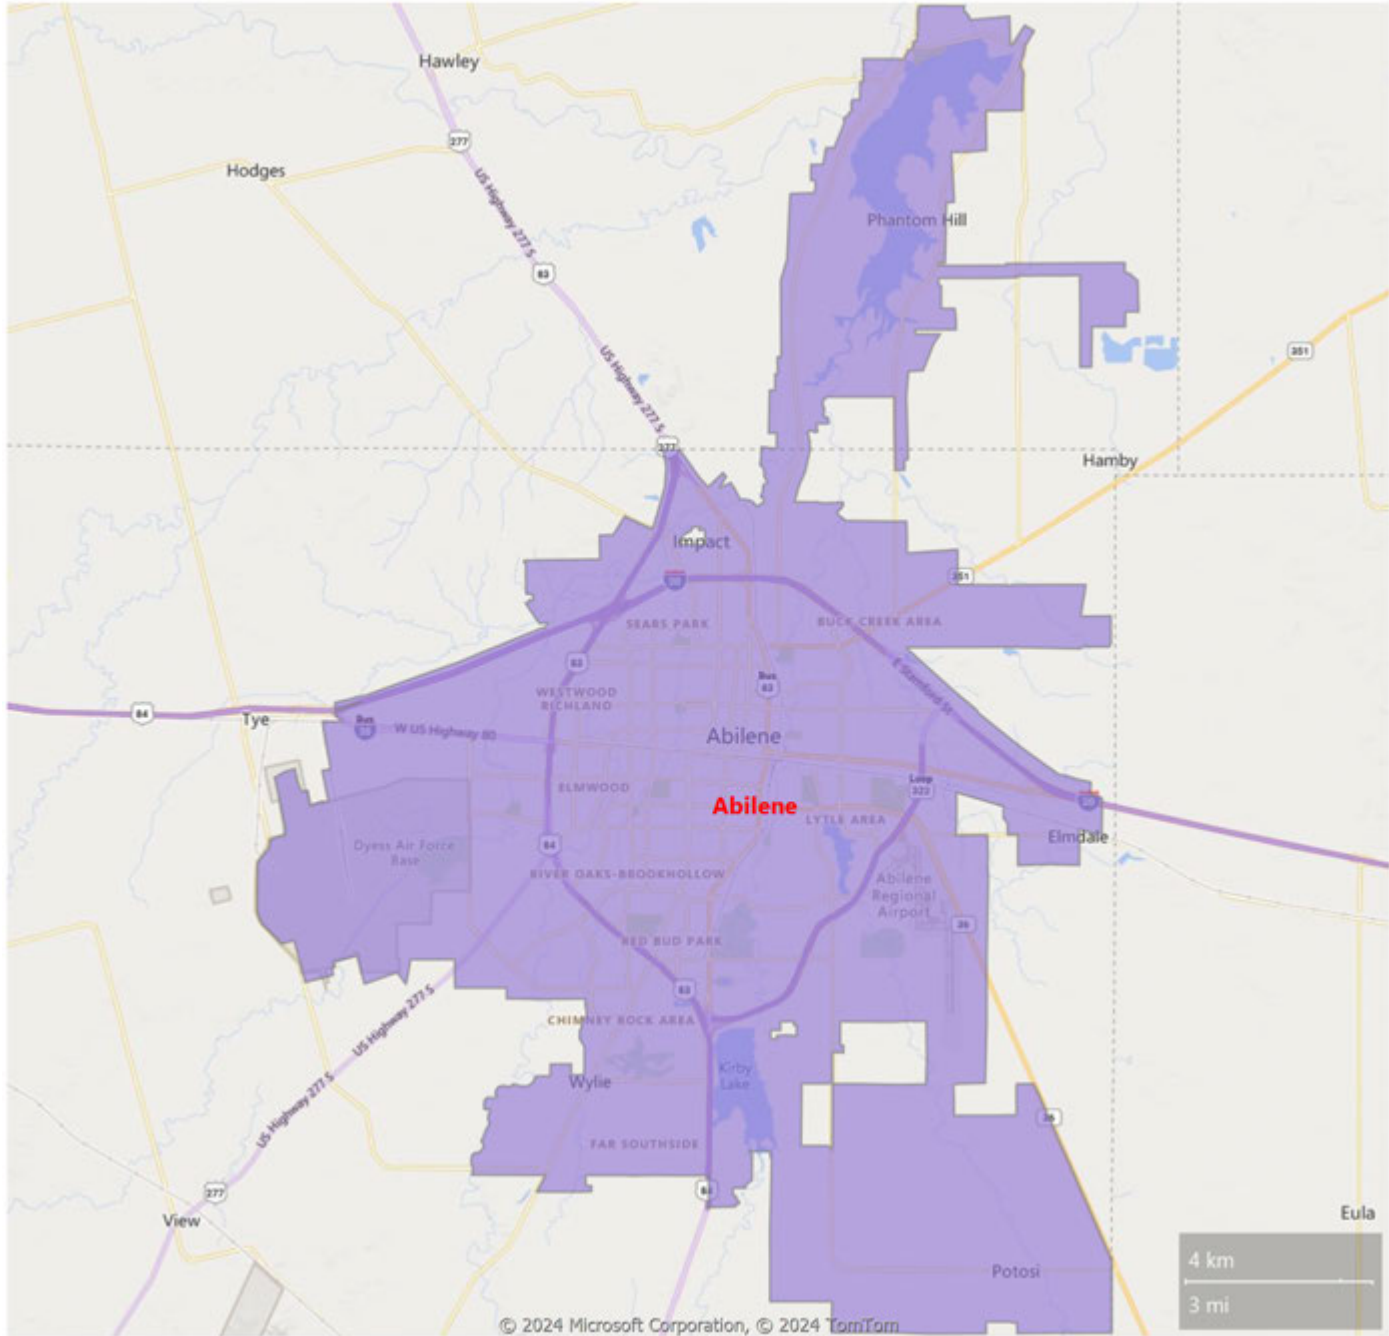 Hawley
277
Hodges
US Highway 277 S
Phantom Hill
83
US Highway 277 S
351
277
Hamby
Impact
20
351
SEARS PARK
BUCK CREEK AREA
83
E Stamford St
Bus
83
WESTWOOD
RICHLAND
84
Tye
Bus
20
W US Highway 80
Abilene
ELMWOOD
Loop
322
Abilene
20
LYTLE AREA
Elmdale
Dyess Air Force
Base
84
RIVER OAKS-BROOKHOLLOW
Abilene
Regional
Airport
36
RED BUD PARK
83
US Highway 277 S
CHIMNEY ROCK AREA
Kirby
Lake
Wylie
US Highway 277 S
36
FAR SOUTHSIDE
277
84
View
Eula
Potosi
4 km
3 mi
© 2024 Microsoft Corporation, © 2024 TomTom